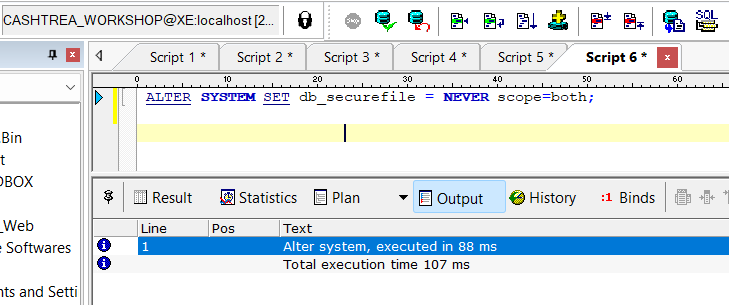 CASHTREA_WORKSHOP@XE:localhost [2...
SQL
Script 1 * Script 2 * Script 3 * Script 4 * Script 5 * Script 6 * x
0 10 20 30 40 50 60
ALTER SYSTEM SET db_securefile = NEVER scope=both;
.Bin
t
DBOX
_Web
e Softwares
nts and Setti
Result Statistics Plan Output History :1 Binds
Line Pos Text
1 Alter system, executed in 88 ms
Total execution time 107 ms